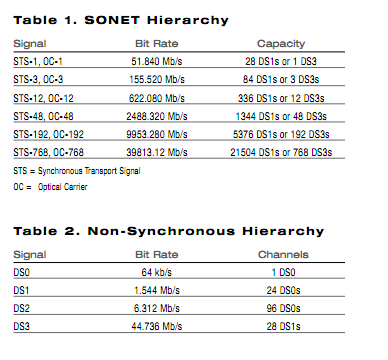 Table 1. SONET Hierarchy
Signal Bit Rate Capacity
STS-1, OC-1 51.840 Mb/s 28 DS1s or 1 DS3
STS-3, OC-3 155.520 Mb/s 84 DS1s or 3 DS3s
STS-12, OC-12 622.080 Mb/s 336 DS1s or 12 DS3s
STS-48, OC-48 2488.320 Mb/s 1344 DS1s or 48 DS3s
STS-192, OC-192 9953.280 Mb/s 5376 DS1s or 192 DS3s
STS-768, OC-768 39813.12 Mb/s 21504 DS1s or 768 DS3s
STS = Synchronous Transport Signal
OC = Optical Carrier
Table 2. Non-Synchronous Hierarchy
Signal Bit Rate Channels
DS0 64 kb/s 1 DS0
DS1 1.544 Mb/s 24 DS0s
DS2 6.312 Mb/s 96 DS0s
DS3 44.736 Mb/s 28 DS1s